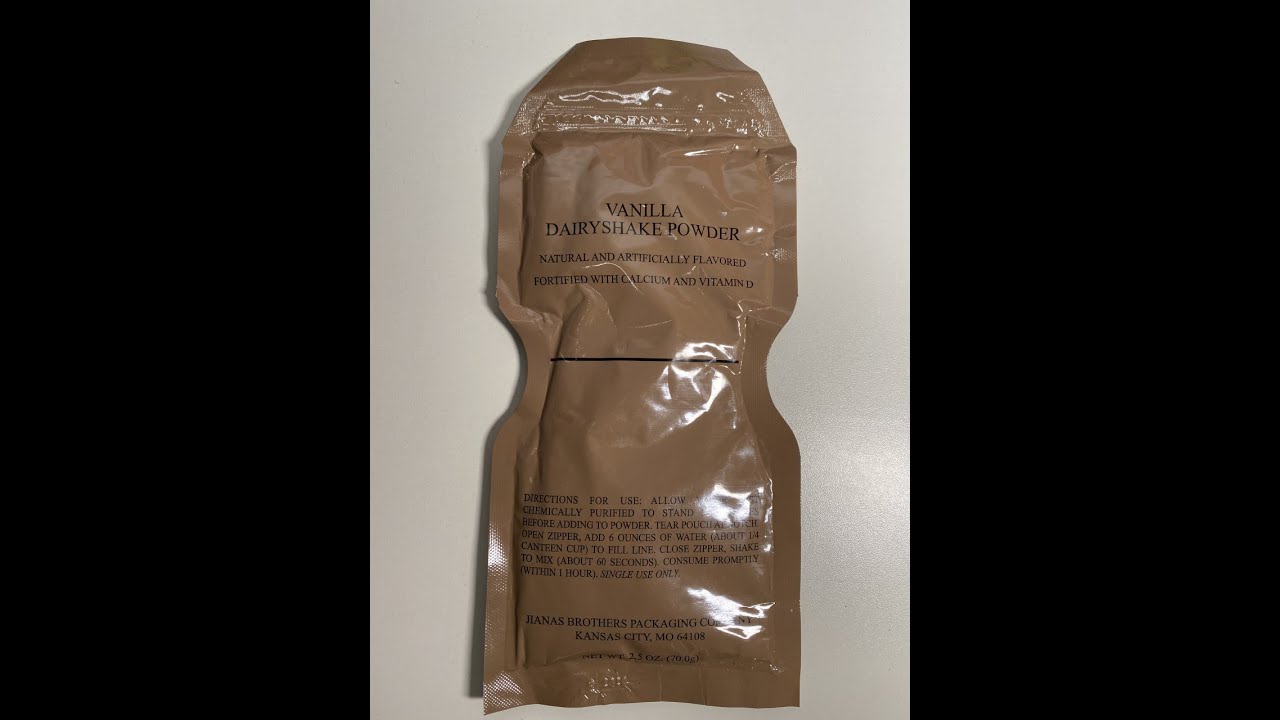 VANILLA
DAIRYSHAKE POWDER
NATURAL AND ARTIFICIALLY FLAVORED
FORTIFIED WITH CALCIUM AND VITAMIN D
DIRECTIONS FOR USE: ALLOW
CHEMICALLY PURIFIED TO STAND
BEFORE ADDING TO POWDER. TEAR POUCH AT NOTCH,
OPEN ZIPPER, ADD 6 OUNCES OF WATER (ABOUT 1/4
CANTEEN CUP) TO FILL LINE. CLOSE ZIPPER, SHAKE
TO MIX (ABOUT 60 SECONDS). CONSUME PROMPTLY
(WITHIN 1 HOUR). SINGLE USE ONLY.
JIANAS BROTHERS PACKAGING COMPANY
KANSAS CITY, MO 64108
NET WT. 2.5 OZ. (70.0g)